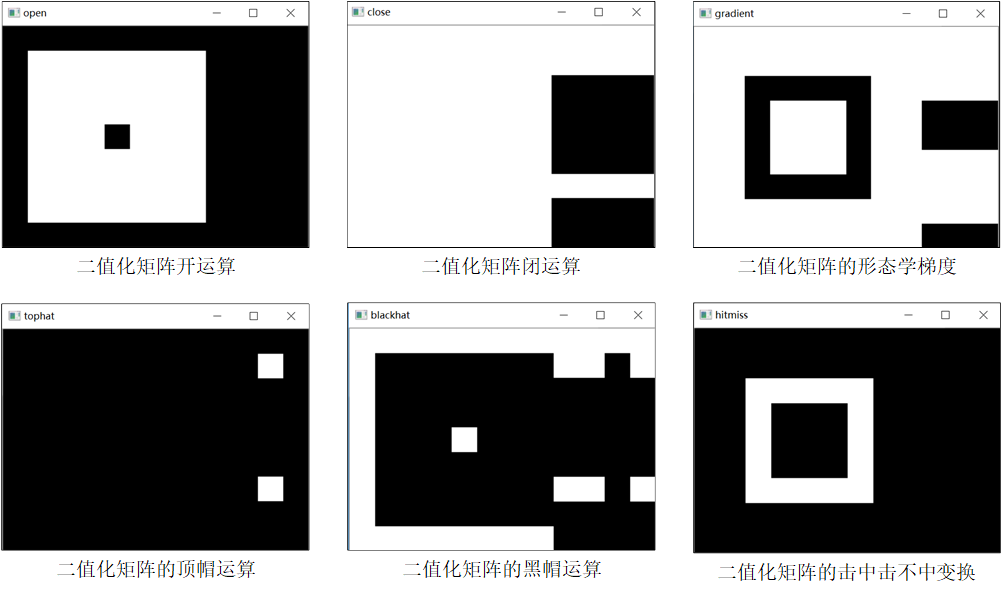 open
close
gradient
二值化矩阵开运算
二值化矩阵闭运算
二值化矩阵的形态学梯度
tophat
blackhat
hitmiss
二值化矩阵的顶帽运算
二值化矩阵的黑帽运算
二值化矩阵的击中击不中变换